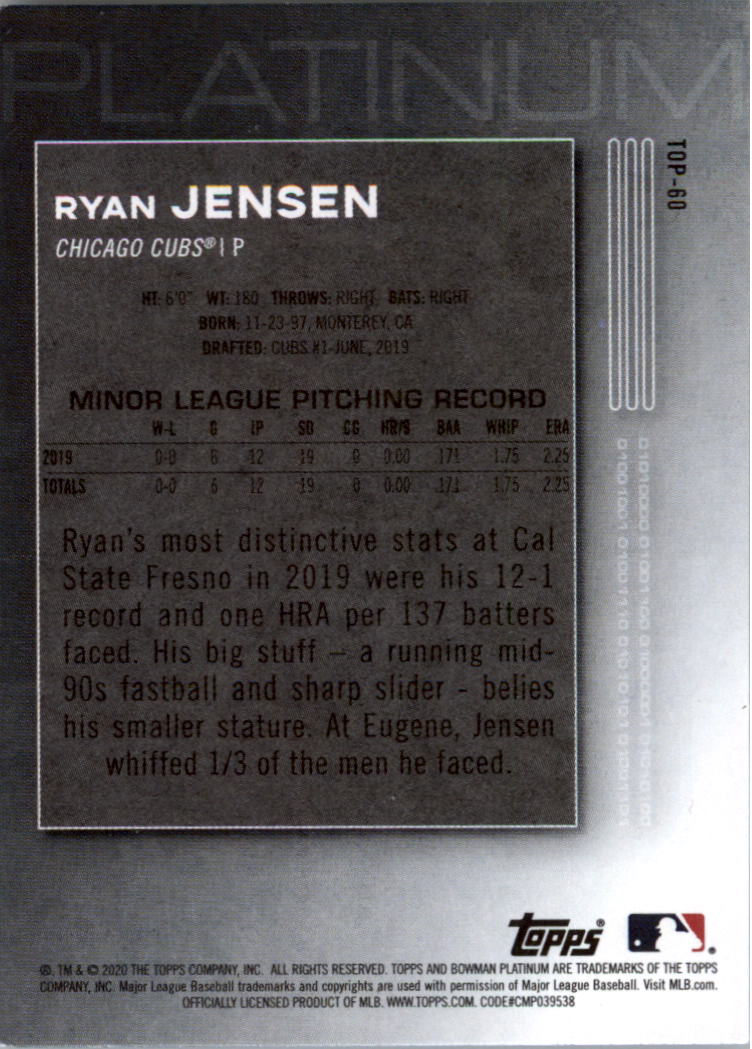 PLATINUM
TOP-60
RYAN JENSEN
CHICAGO CUBS® | P
HT: 6'0" WT: 180 THROWS: RIGHT BATS: RIGHT
BORN: 11-23-97, MONTEREY, CA
DRAFTED: CUBS #1-JUNE, 2019
MINOR LEAGUE PITCHING RECORD
W-L G IP SO CG HR/9 BAA WHIP ERA
2019 0-0 6 12 19 0 0.00 .171 1.75 2.25
TOTALS 0-0 6 12 19 0 0.00 .171 1.75 2.25
Ryan's most distinctive stats at Cal
State Fresno in 2019 were his 12-1
record and one HRA per 137 batters
faced. His big stuff – a running mid-
90s fastball and sharp slider - belies
his smaller stature. At Eugene, Jensen
whiffed 1/3 of the men he faced.
topps®
®, TM & © 2020 THE TOPPS COMPANY, INC. ALL RIGHTS RESERVED. TOPPS AND BOWMAN PLATINUM ARE TRADEMARKS OF THE TOPPS
COMPANY, INC. Major League Baseball trademarks and copyrights are used with permission of Major League Baseball. Visit MLB.com.
OFFICIALLY LICENSED PRODUCT OF MLB. WWW.TOPPS.COM. CODE#CMP039538